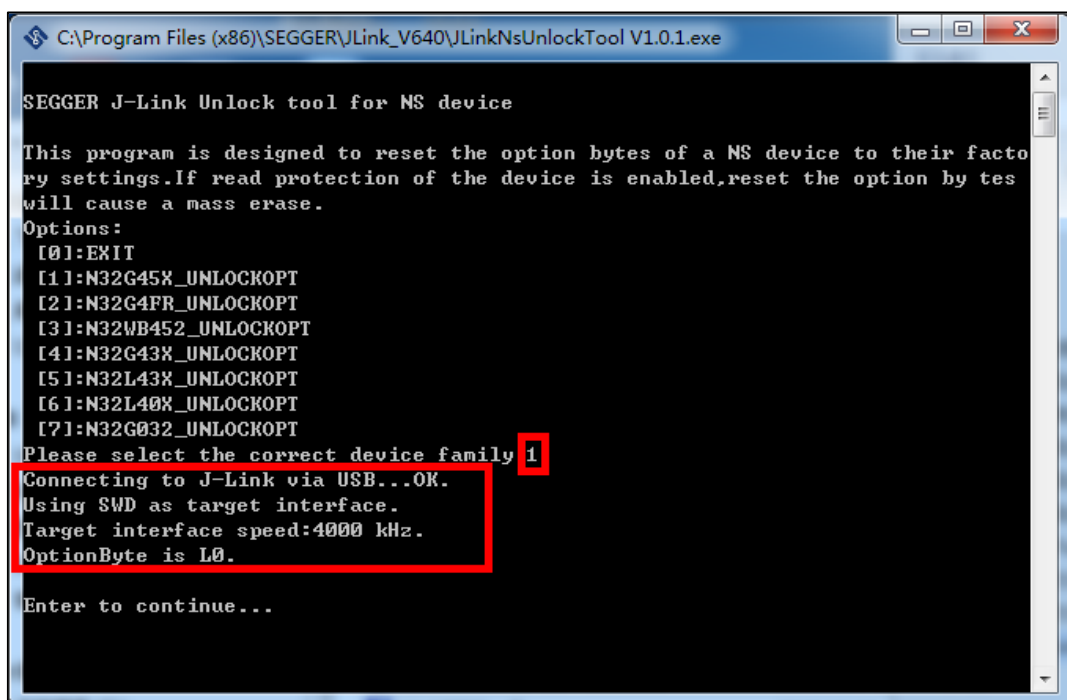 C:\Program Files (x86)\SEGGER\JLink_V640\JLinkNsUnlockTool V1.0.1.exe
SEGGER J-Link Unlock tool for NS device
This program is designed to reset the option bytes of a NS device to their facto
ry settings.If read protection of the device is enabled,reset the option by tes
will cause a mass erase.
Options:
[0]:EXIT
[1]:N32G45X_UNLOCKOPT
[2]:N32G4FR_UNLOCKOPT
[3]:N32WB452_UNLOCKOPT
[4]:N32G43X_UNLOCKOPT
[5]:N32L43X_UNLOCKOPT
[6]:N32L40X_UNLOCKOPT
[7]:N32G032_UNLOCKOPT
Please select the correct device family 1
Connecting to J-Link via USB...OK.
Using SWD as target interface.
Target interface speed:4000 kHz.
OptionByte is L0.
Enter to continue...